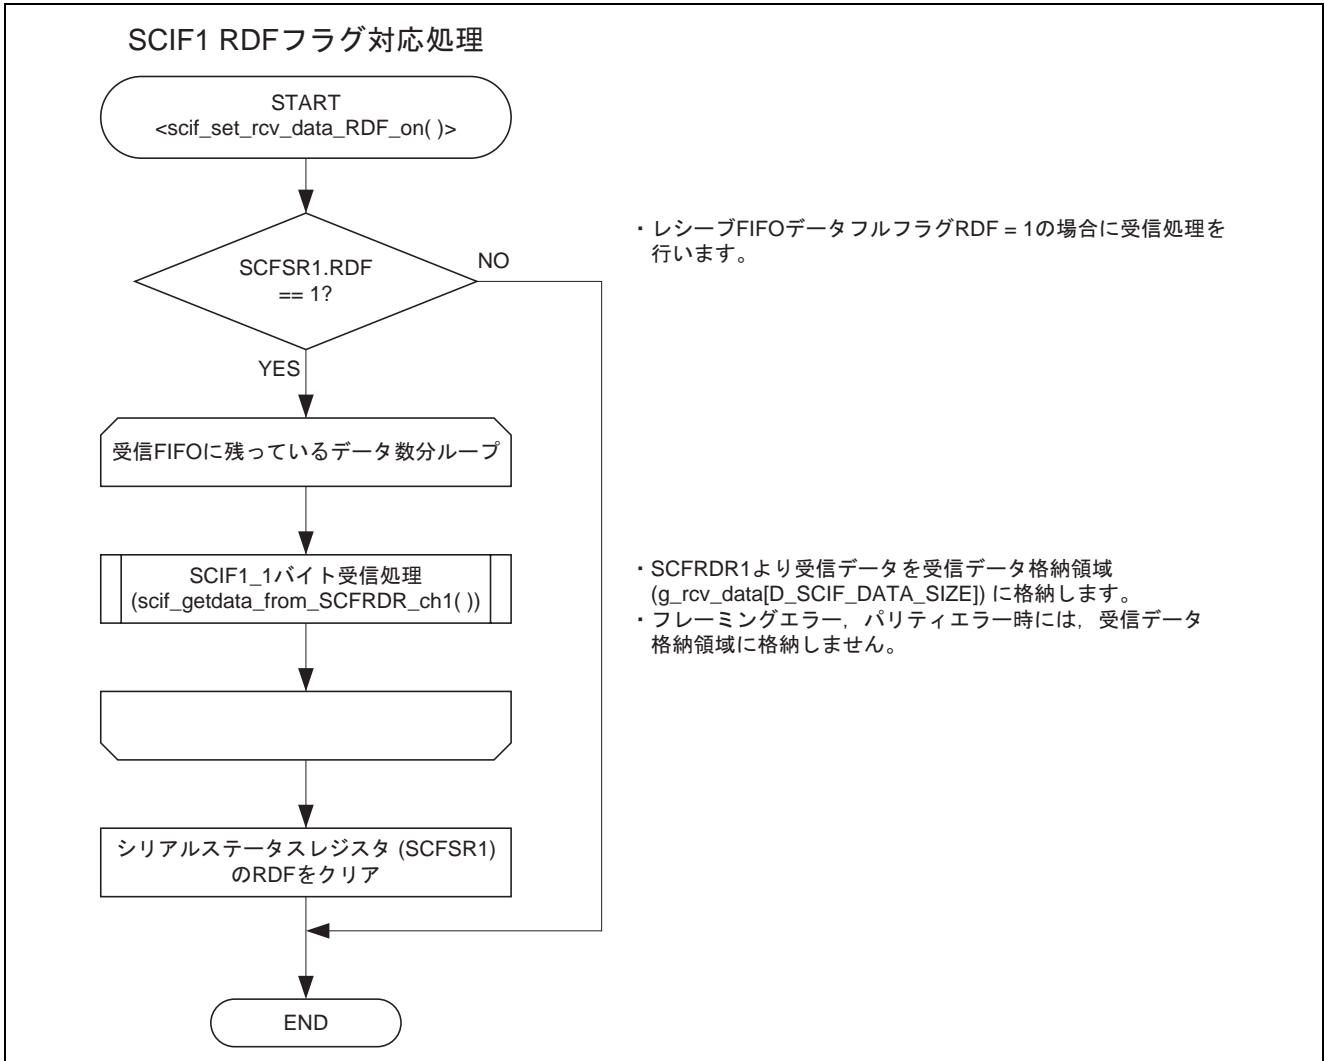 SCIF1 RDFフラグ対応処理
START
<scif_set_rcv_data_RDF_on( )>
SCFSR1.RDF
== 1?
NO
YES
・レシーブFIFOデータフルフラグRDF = 1の場合に受信処理を
行います。
受信FIFOに残っているデータ数分ループ
SCIF1_1バイト受信処理
(scif_getdata_from_SCFRDR_ch1( ))
・SCFRDR1より受信データを受信データ格納領域
(g_rcv_data[D_SCIF_DATA_SIZE]) に格納します。
・フレーミングエラー，パリティエラー時には，受信データ
格納領域に格納しません。
シリアルステータスレジスタ (SCFSR1)
のRDFをクリア
END